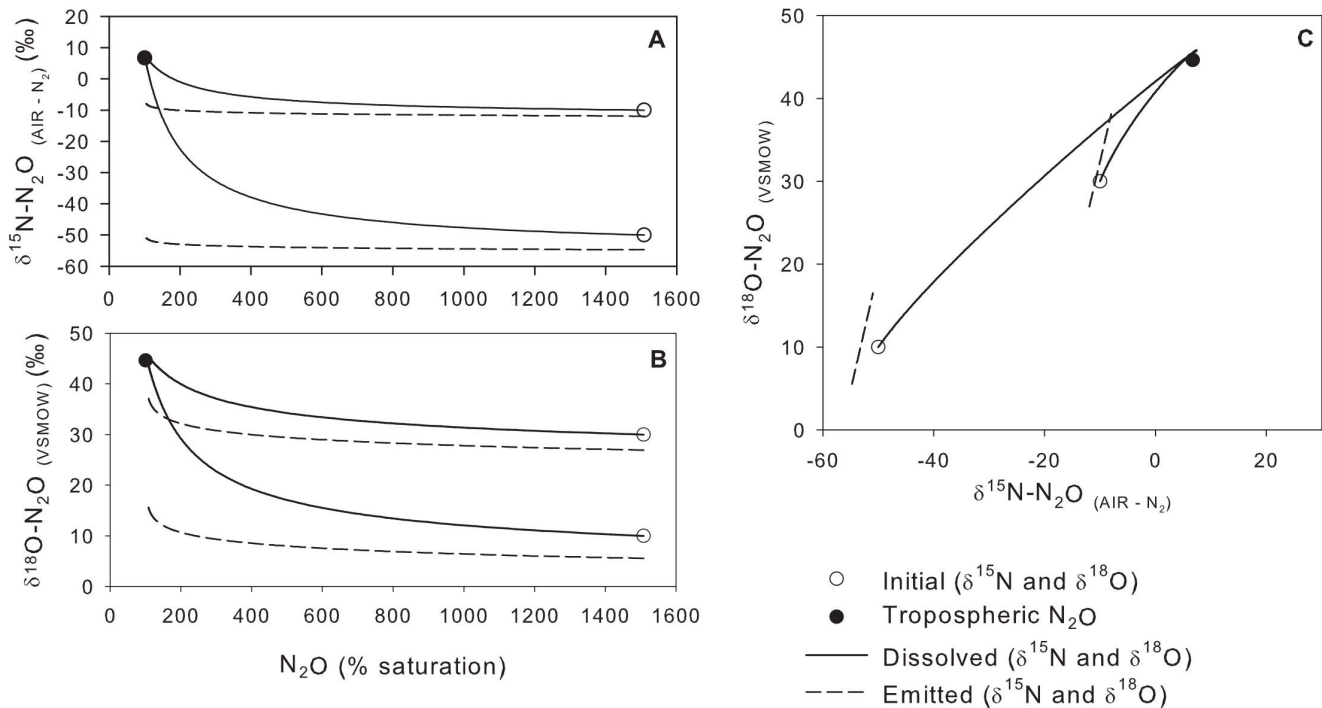 A
δ¹⁵N-N₂O (AIR - N₂) (‰)
20
10
0
-10
-20
-30
-40
-50
-60
0 200 400 600 800 1000 1200 1400 1600
B
δ¹⁸O-N₂O (VSMOW) (‰)
50
40
30
20
10
0
0 200 400 600 800 1000 1200 1400 1600
N₂O (% saturation)
C
δ¹⁸O-N₂O (VSMOW)
50
40
30
20
10
0
-60 -40 -20 0 20
δ¹⁵N-N₂O (AIR - N₂)
Initial (δ¹⁵N and δ¹⁸O)
Tropospheric N₂O
Dissolved (δ¹⁵N and δ¹⁸O)
Emitted (δ¹⁵N and δ¹⁸O)